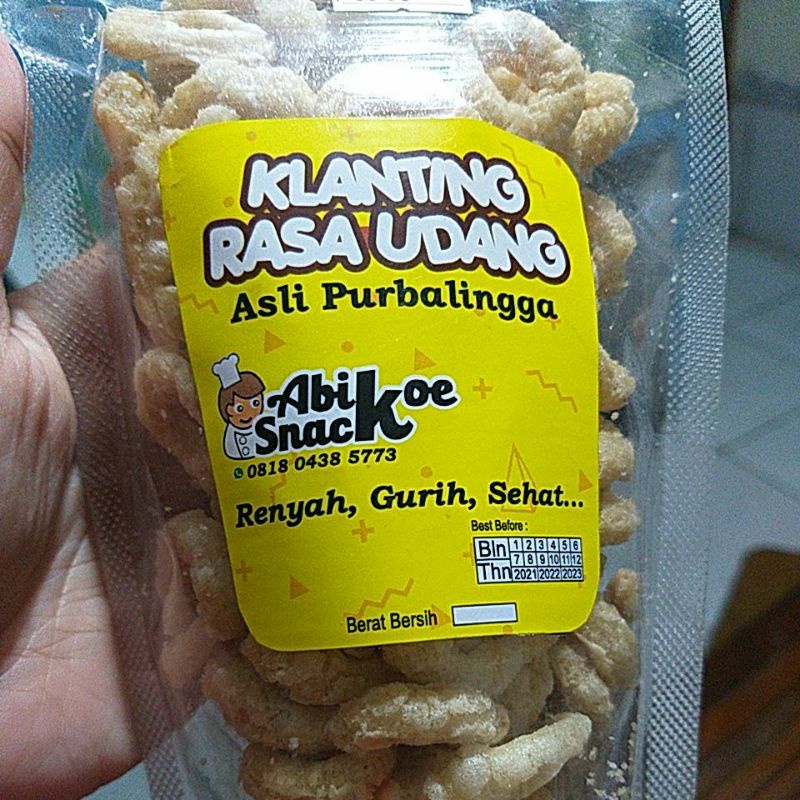 KLANTING
RASA UDANG
Asli Purbalingga
Abi Koe
Snack
0818 0438 5773
Renyah, Gurih, Sehat...
Best Before :
Bln 1 2 3 4 5 6
7 8 9 10 11 12
Thn 2021 2022 2023
Berat Bersih